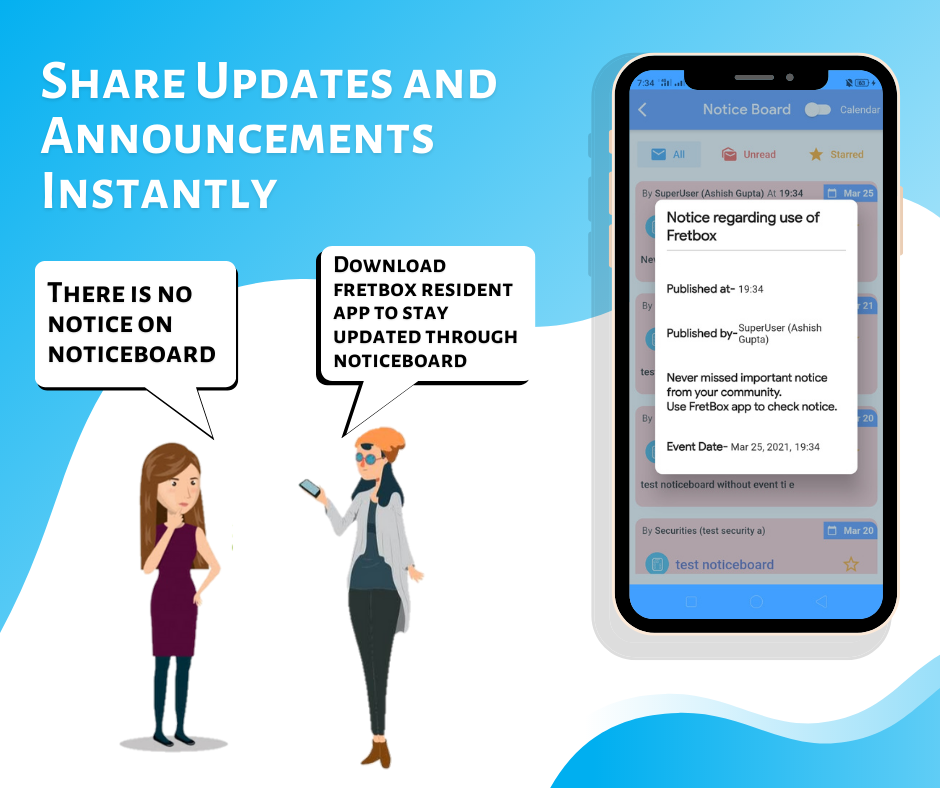 Share Updates and
Announcements
Instantly
There is no
notice on
noticeboard
Download
fretbox resident
app to stay
updated through
noticeboard
7:34
60
Notice Board
Calendar
All
Unread
Starred
By SuperUser (Ashish Gupta) At 19:34
Mar 25
Notice regarding use of
Fretbox
Published at- 19:34
Published by- SuperUser (Ashish
Gupta)
Never missed important notice
from your community.
Use FretBox app to check notice.
Event Date- Mar 25, 2021, 19:34
Nev
By
21
tes
By
20
test noticeboard without event ti e
By Securities (test security a)
Mar 20
test noticeboard